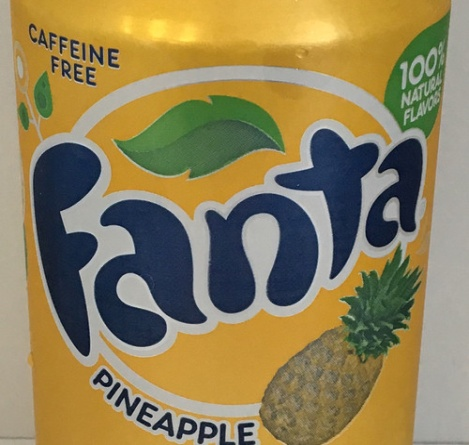 CAFFEINE
FREE
100%
NATURAL
FLAVORS
Fanta
PINEAPPLE